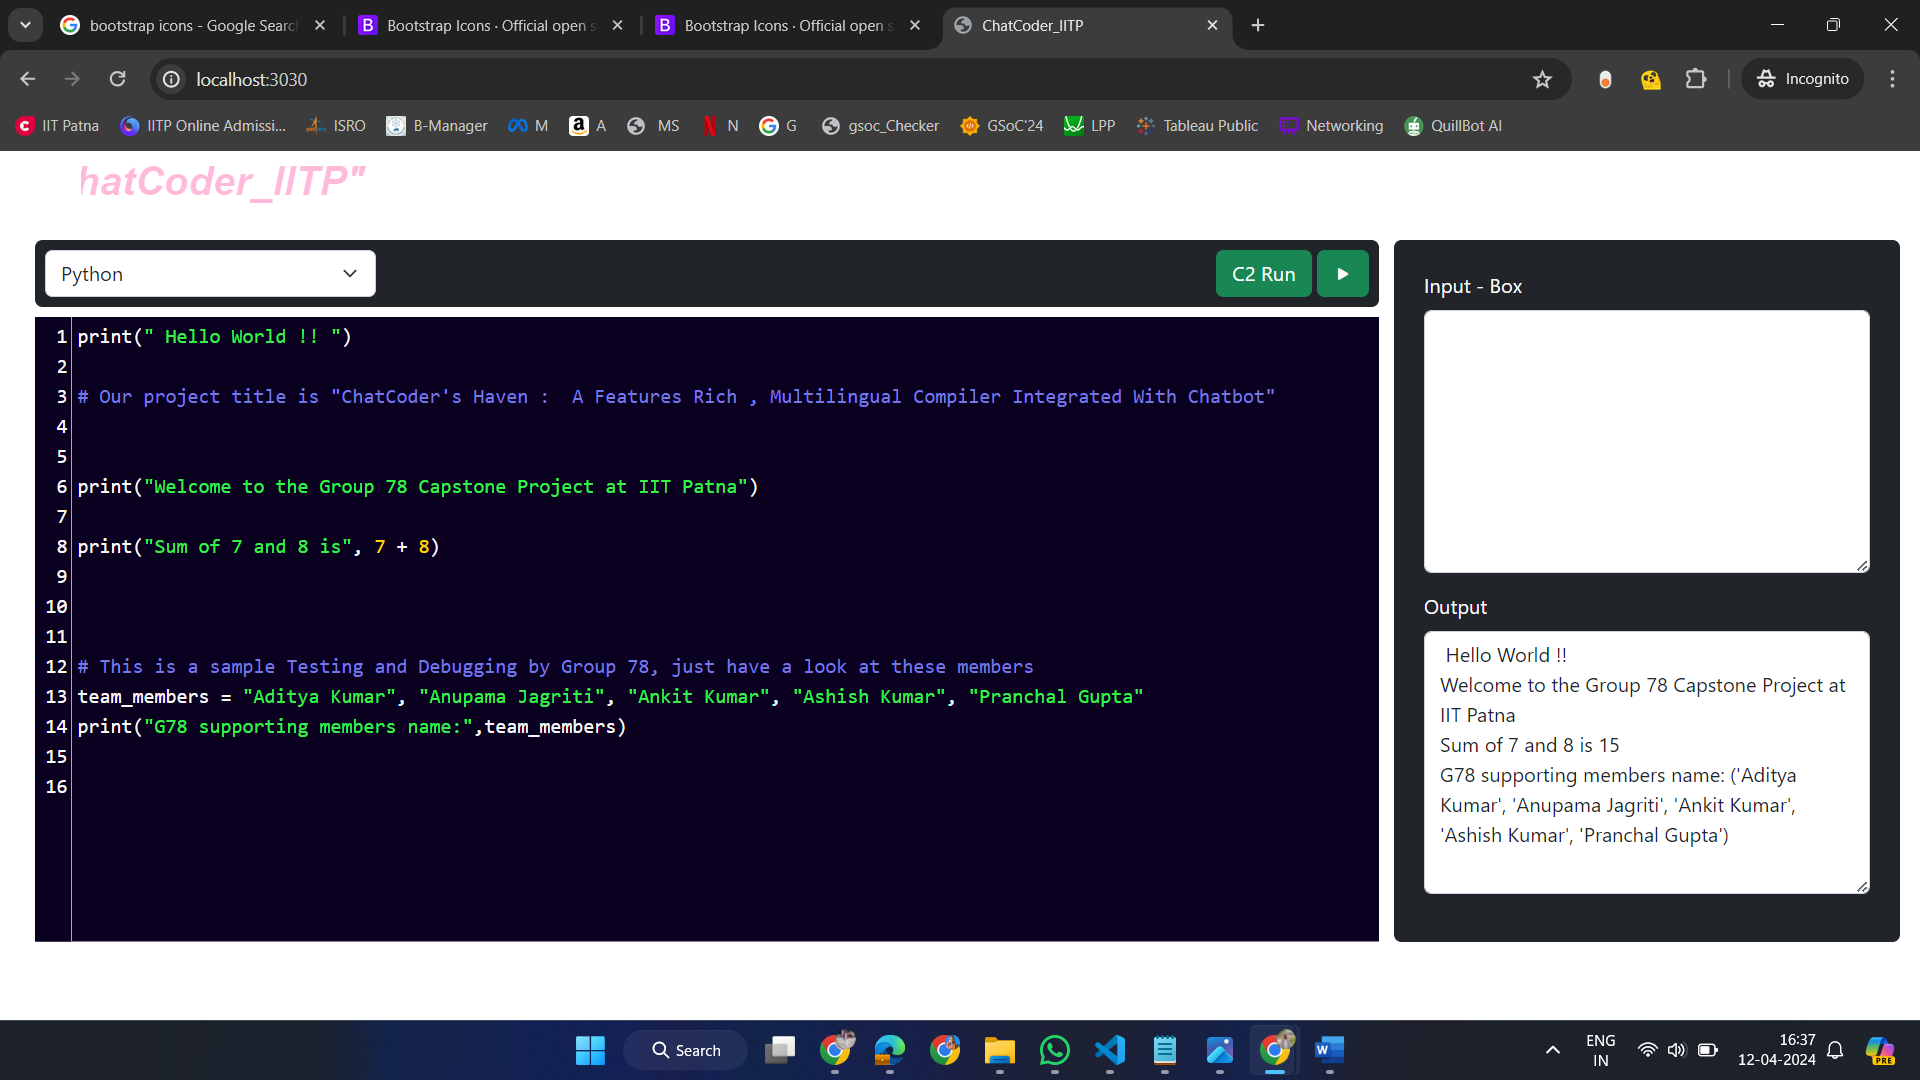 bootstrap icons - Google Searc
Bootstrap Icons · Official open s
Bootstrap Icons · Official open s
ChatCoder_IITP
localhost:3030
Incognito
IIT Patna
IITP Online Admissi...
ISRO
B-Manager
M
A
MS
N
G
gsoc_Checker
GSoC'24
LPP
Tableau Public
Networking
QuillBot AI
hatCoder_IITP"
Python
C2 Run
1 print(" Hello World !! ")
2
3 # Our project title is "ChatCoder's Haven :  A Features Rich , Multilingual Compiler Integrated With Chatbot"
4
5
6 print("Welcome to the Group 78 Capstone Project at IIT Patna")
7
8 print("Sum of 7 and 8 is", 7 + 8)
9
10
11
12 # This is a sample Testing and Debugging by Group 78, just have a look at these members
13 team_members = "Aditya Kumar", "Anupama Jagriti", "Ankit Kumar", "Ashish Kumar", "Pranchal Gupta"
14 print("G78 supporting members name:",team_members)
15
16
Input - Box
Output
Hello World !!
Welcome to the Group 78 Capstone Project at
IIT Patna
Sum of 7 and 8 is 15
G78 supporting members name: ('Aditya
Kumar', 'Anupama Jagriti', 'Ankit Kumar',
'Ashish Kumar', 'Pranchal Gupta')
Search
ENG
IN
16:37
12-04-2024
PRE